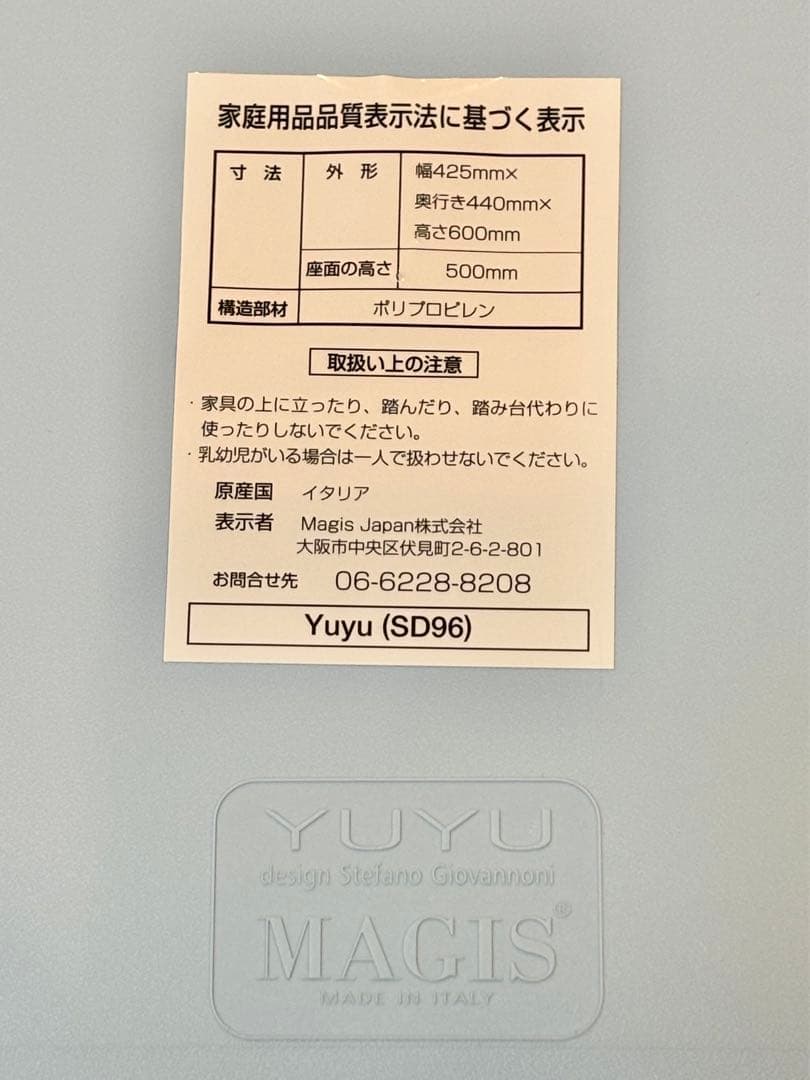 家庭用品品質表示法に基づく表示
寸 法 外 形 幅425mm×
奥行き440mm×
高さ600mm
座面の高さ 500mm
構造部材 ポリプロピレン
取扱い上の注意
・家具の上に立ったり、踏んだり、踏み台代わりに
使ったりしないでください。
・乳幼児がいる場合は一人で扱わせないでください。
原産国 イタリア
表示者 Magis Japan株式会社
大阪市中央区伏見町2-6-2-801
お問合せ先 06-6228-8208
Yuyu (SD96)
YUYU
design Stefano Giovannoni
MAGIS®
MADE IN ITALY